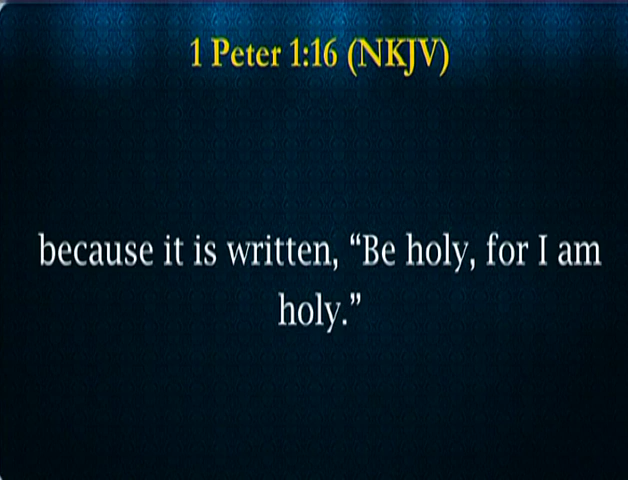 1 Peter 1:16 (NKJV)
because it is written, “Be holy, for I am
holy.”